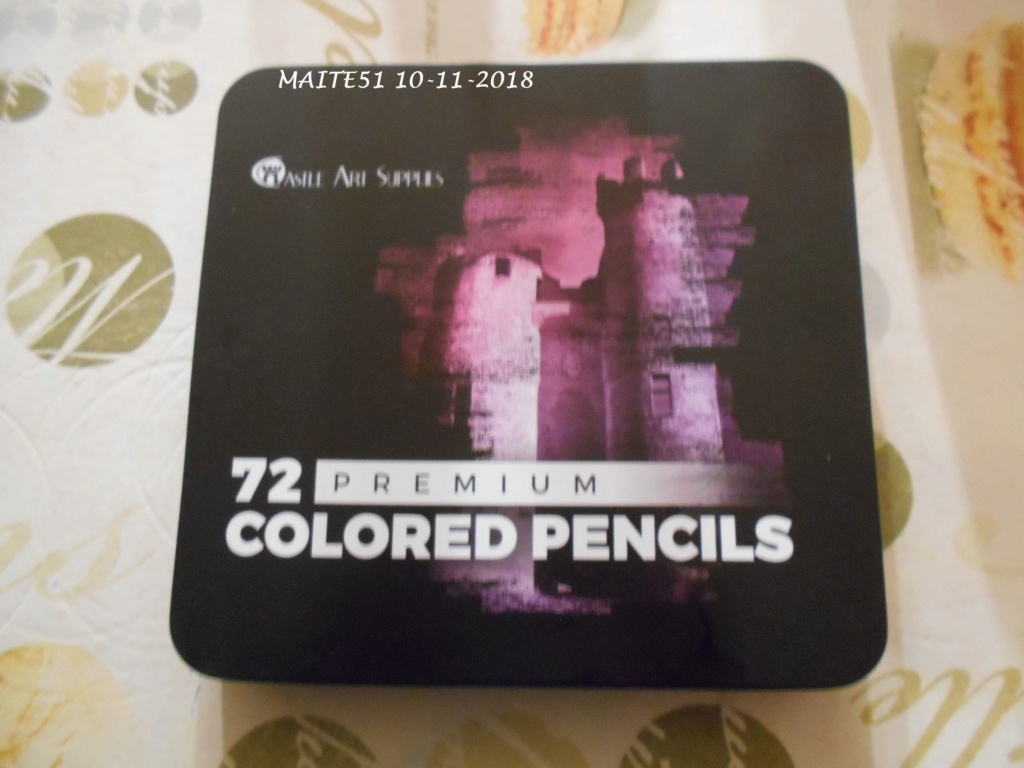 MAITE51 10-11-2018
CASTLE ART SUPPLIES
72 PREMIUM
COLORED PENCILS